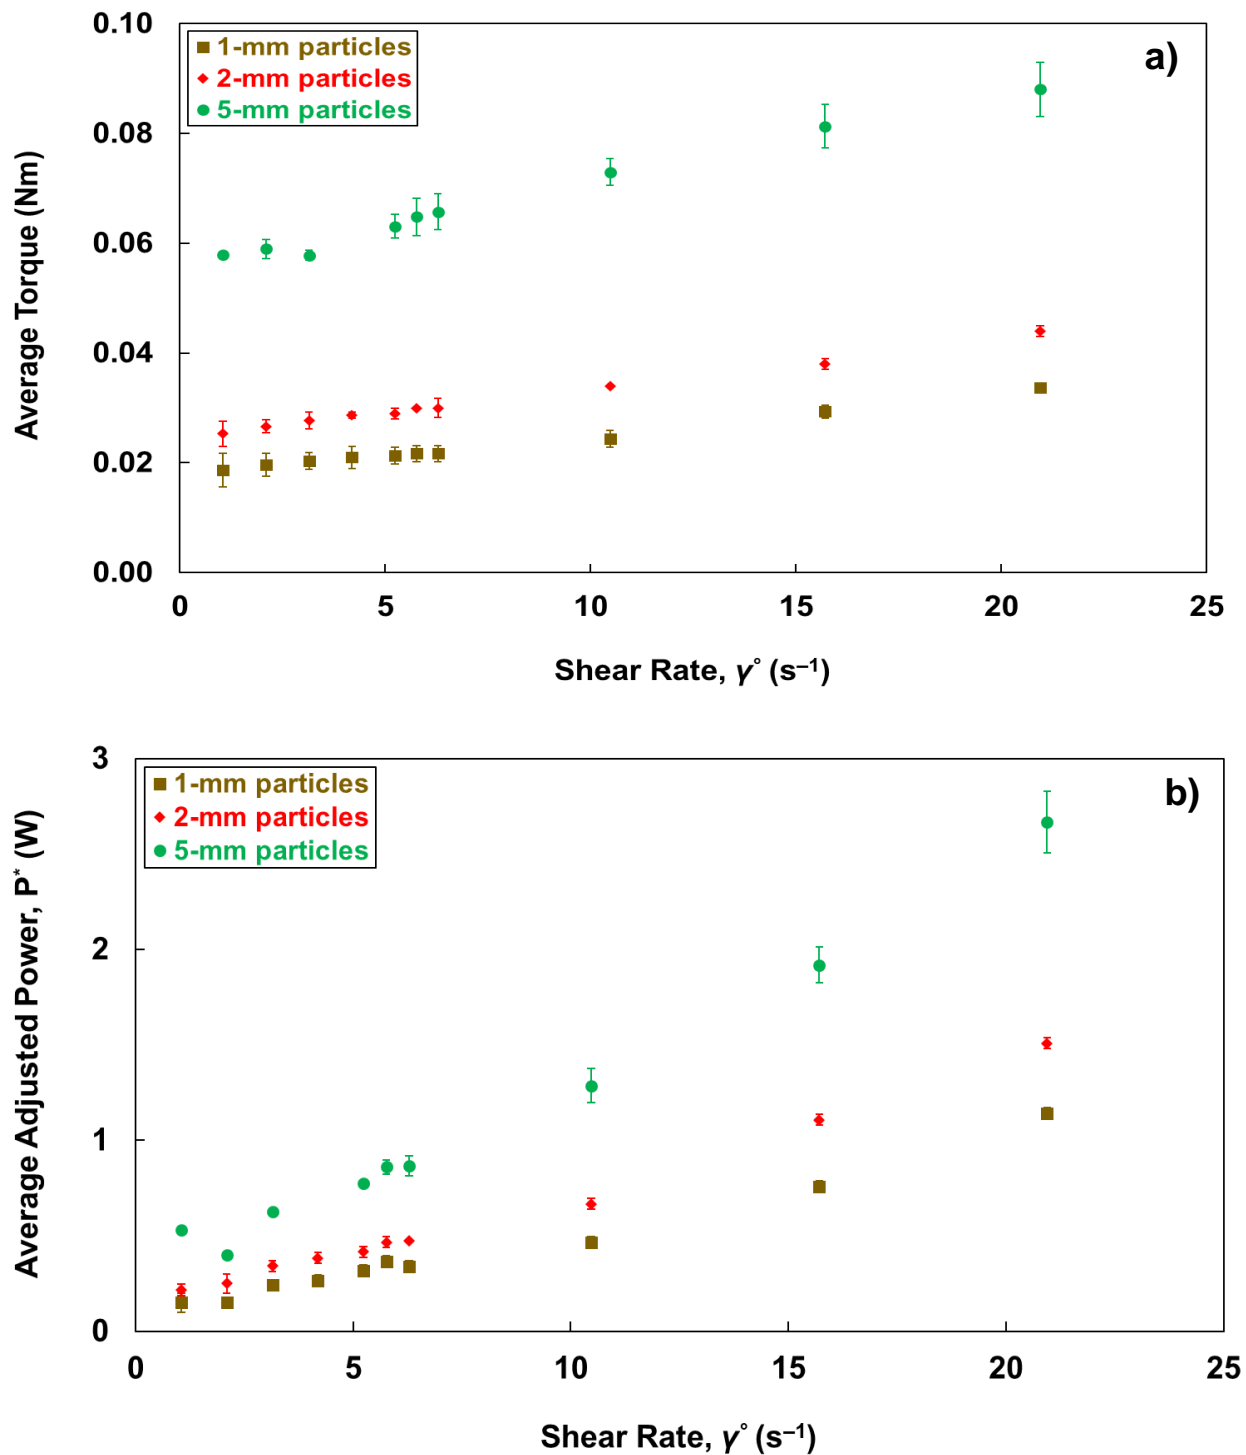 a)
1-mm particles
2-mm particles
5-mm particles
0.10
0.08
0.06
0.04
0.02
0.00
Average Torque (Nm)
0 5 10 15 20 25
Shear Rate, γ° (s⁻¹)
b)
1-mm particles
2-mm particles
5-mm particles
3
2
1
0
Average Adjusted Power, P* (W)
0 5 10 15 20 25
Shear Rate, γ° (s⁻¹)